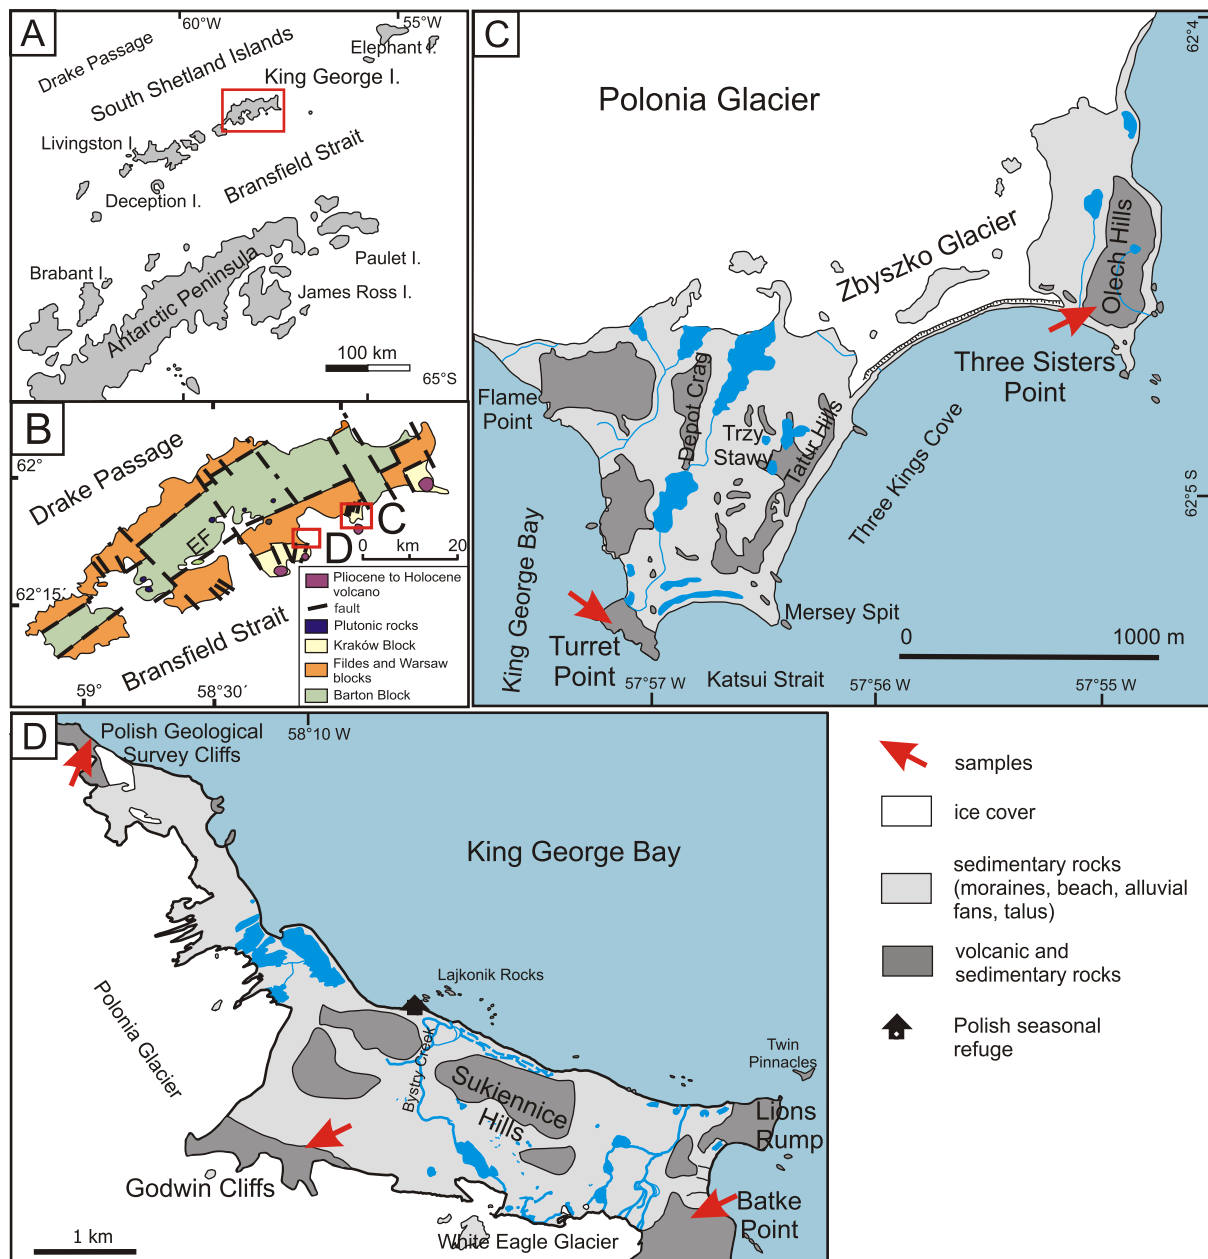 A
60°W
55°W
Drake Passage
Elephant I.
South Shetland Islands
King George I.
Livingston I.
Bransfield Strait
Deception I.
Paulet I.
Brabant I.
Antarctic Peninsula
James Ross I.
100 km
65°S
B
Drake Passage
62°
EF
C
D
0 km 20
62°15´
Bransfield Strait
59°
58°30´
Pliocene to Holocene
volcano
fault
Plutonic rocks
Kraków Block
Fildes and Warsaw
blocks
Barton Block
C
62°4
Polonia Glacier
Zbyszko Glacier
Olech Hills
Three Sisters
Point
Flame
Point
Depot Crag
Trzy
Stawy
Tatur Hills
Three Kings Cove
62°5 S
King George Bay
Mersey Spit
Turret
Point
0 1000 m
Katsui Strait
57°57 W
57°56 W
57°55 W
D
Polish Geological
Survey Cliffs
58°10 W
King George Bay
Lajkonik Rocks
Polonia Glacier
Bystry Creek
Twin
Pinnacles
Sukiennice
Hills
Lions
Rump
Godwin Cliffs
Batke
Point
White Eagle Glacier
1 km
samples
ice cover
sedimentary rocks
(moraines, beach, alluvial
fans, talus)
volcanic and
sedimentary rocks
Polish seasonal
refuge